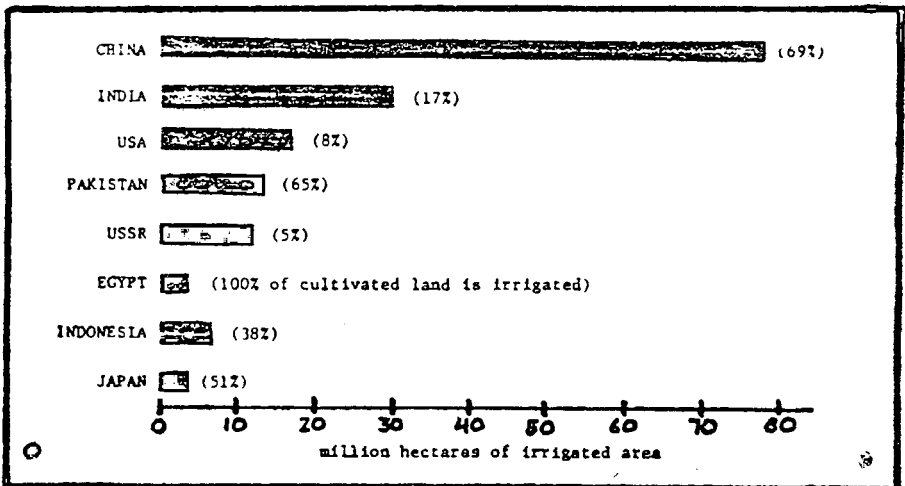 CHINA (69%)
INDIA (17%)
USA (8%)
PAKISTAN (65%)
USSR (5%)
EGYPT (100% of cultivated land is irrigated)
INDONESIA (38%)
JAPAN (51%)
0 10 20 30 40 50 60 70 80
million hectares of irrigated area